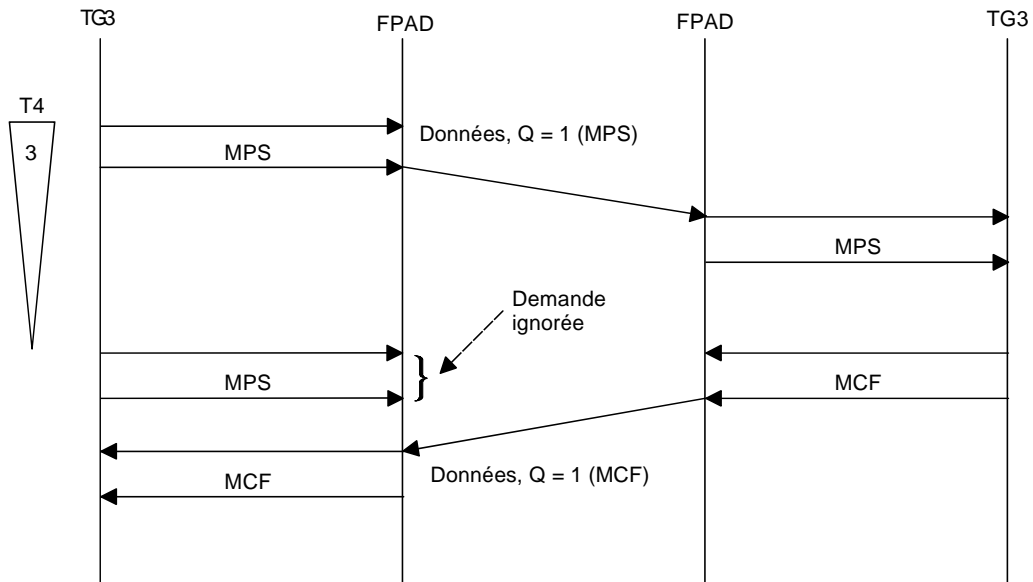 TG3
FPAD
FPAD
TG3
T4
3
Données, Q = 1 (MPS)
MPS
MPS
Demande
ignorée
}
MPS
MCF
Données, Q = 1 (MCF)
MCF